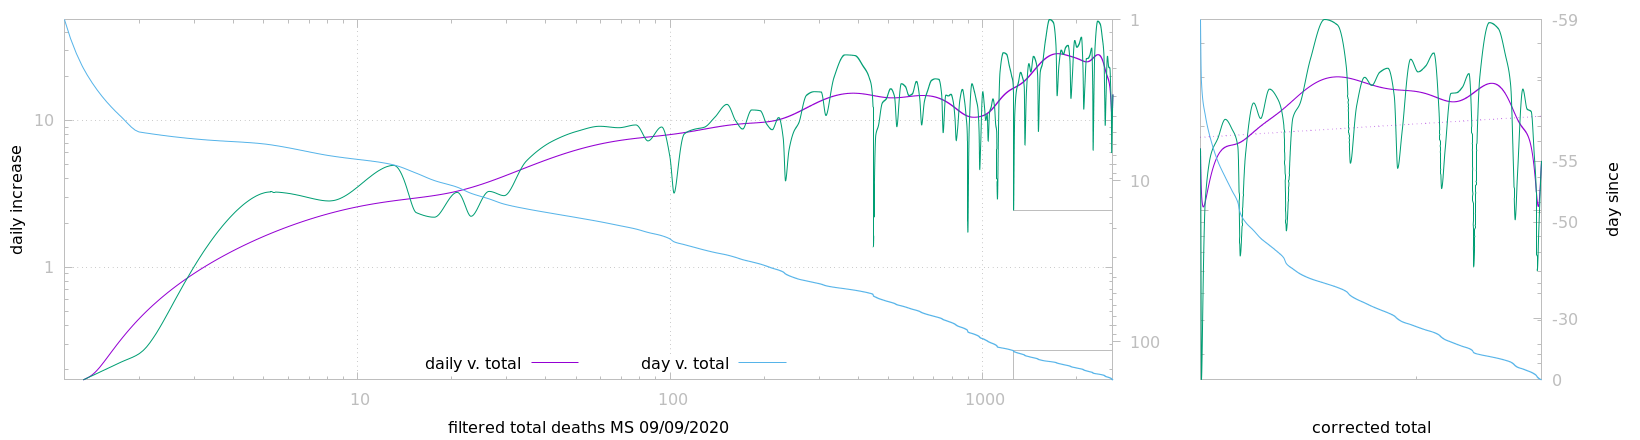 daily increase
10
1
daily v. total
day v. total
10
100
1000
filtered total deaths MS 09/09/2020
1
10
100
-59
-55
-50
-30
0
day since
corrected total